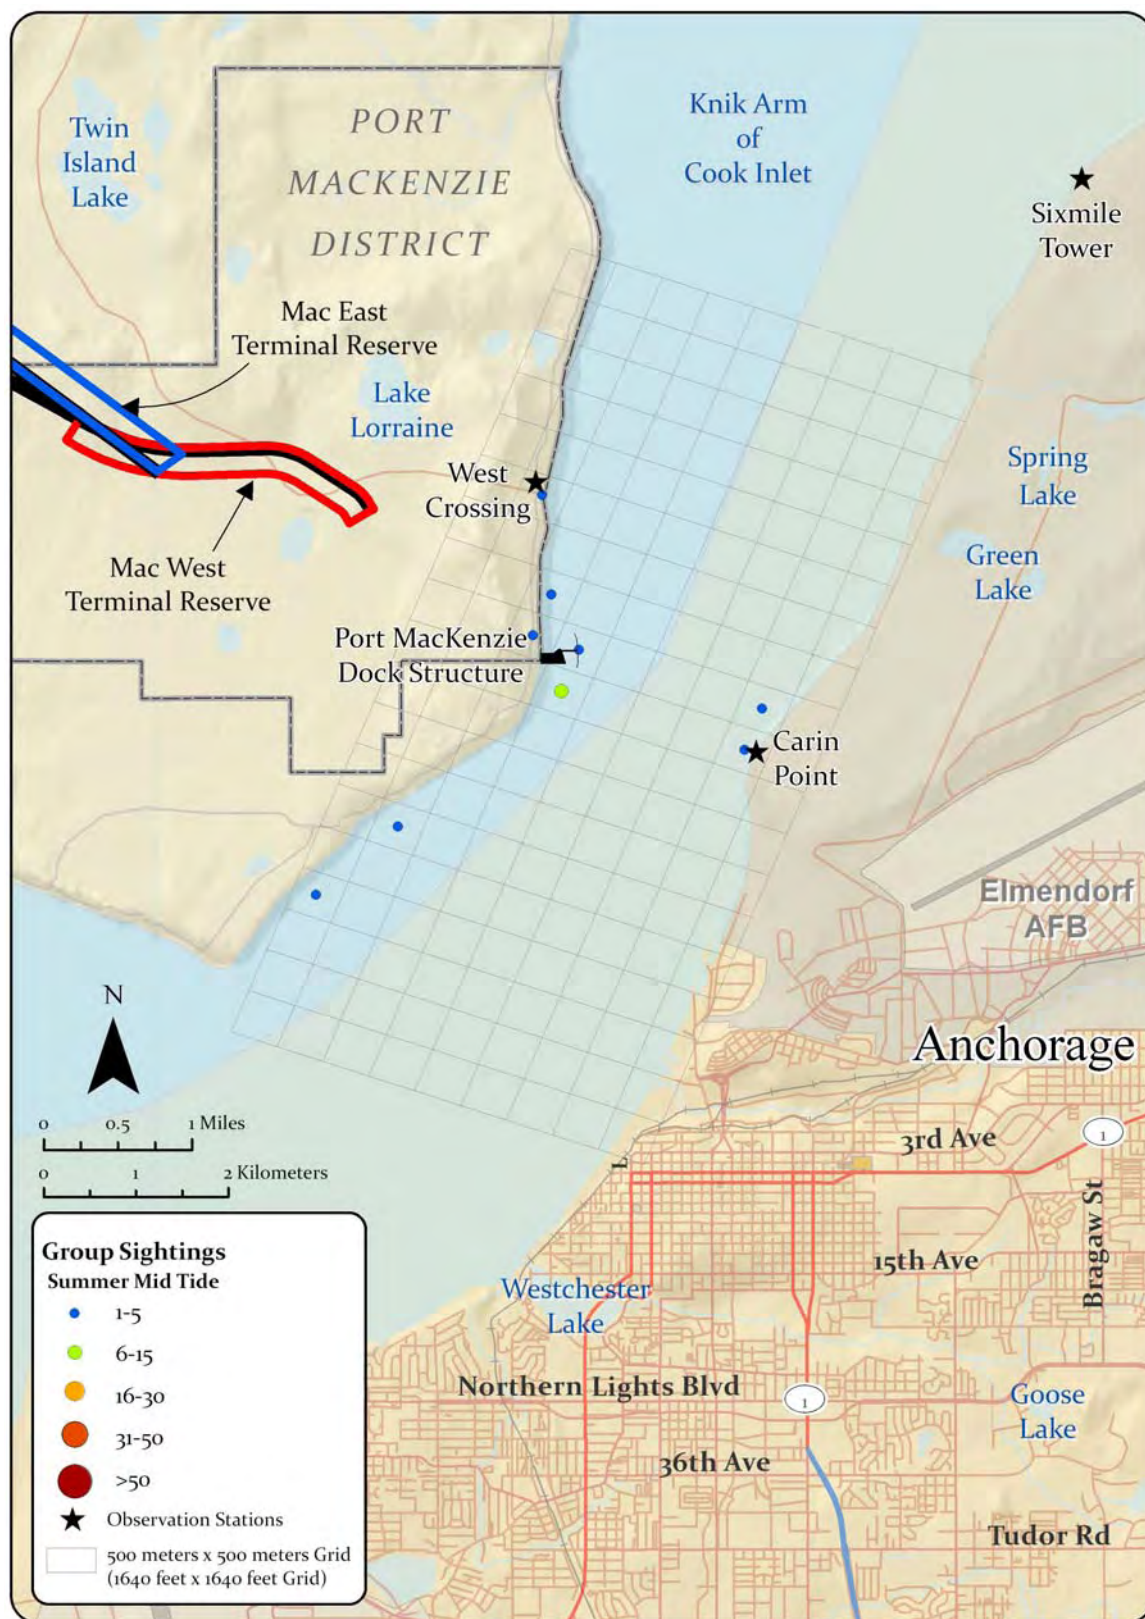 Twin
Island
Lake
PORT
MACKENZIE
DISTRICT
Knik Arm
of
Cook Inlet
Sixmile
Tower
Mac East
Terminal Reserve
Lake
Lorraine
West
Crossing
Spring
Lake
Green
Lake
Mac West
Terminal Reserve
Port MacKenzie
Dock Structure
Carin
Point
Elmendorf
AFB
N
Anchorage
0 0.5 1 Miles
0 1 2 Kilometers
3rd Ave
1
L
Bragaw St
15th Ave
Westchester
Lake
Northern Lights Blvd
1
Goose
Lake
36th Ave
Tudor Rd
Group Sightings
Summer Mid Tide
1-5
6-15
16-30
31-50
>50
Observation Stations
500 meters x 500 meters Grid
(1640 feet x 1640 feet Grid)